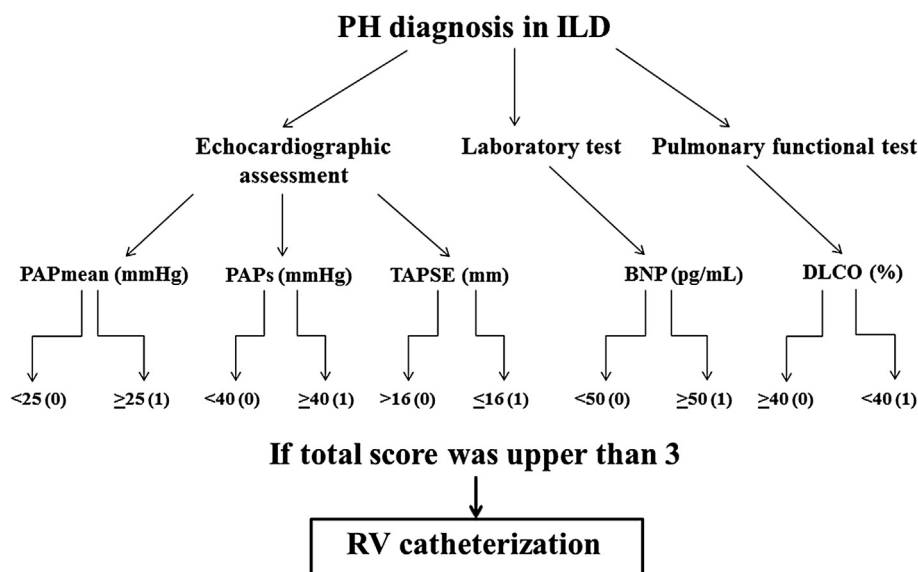 PH diagnosis in ILD
Echocardiographic
assessment
Laboratory test
Pulmonary functional test
PAPmean (mmHg)
PAPs (mmHg)
TAPSE (mm)
BNP (pg/mL)
DLCO (%)
<25 (0)
≥25 (1)
<40 (0)
≥40 (1)
>16 (0)
≤16 (1)
<50 (0)
≥50 (1)
≥40 (0)
<40 (1)
If total score was upper than 3
RV catheterization